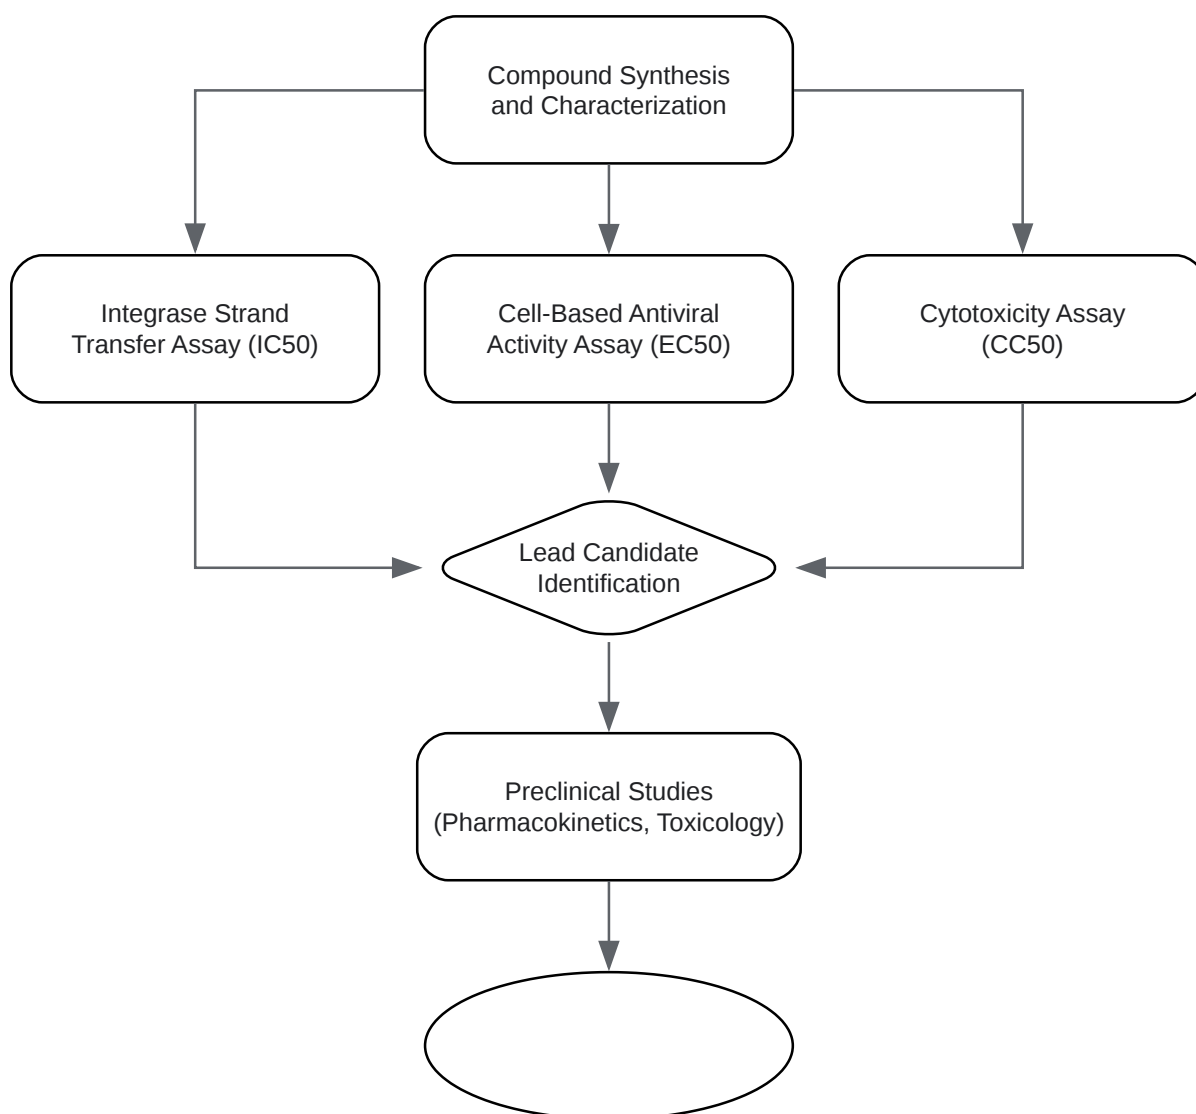 Compound Synthesis
and Characterization
Integrase Strand
Transfer Assay (IC50)
Cell-Based Antiviral
Activity Assay (EC50)
Cytotoxicity Assay
(CC50)
Lead Candidate
Identification
Preclinical Studies
(Pharmacokinetics, Toxicology)